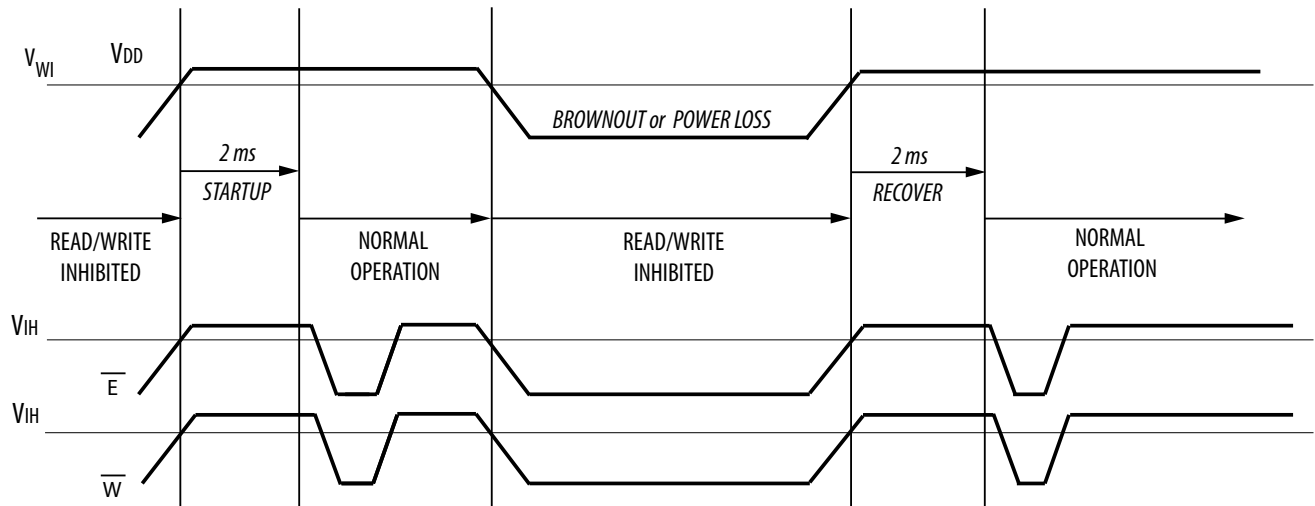 VWI VDD
BROWNOUT or POWER LOSS
2 ms
STARTUP
2 ms
RECOVER
READ/WRITE
INHIBITED
NORMAL
OPERATION
READ/WRITE
INHIBITED
NORMAL
OPERATION
VIH
E
VIH
W